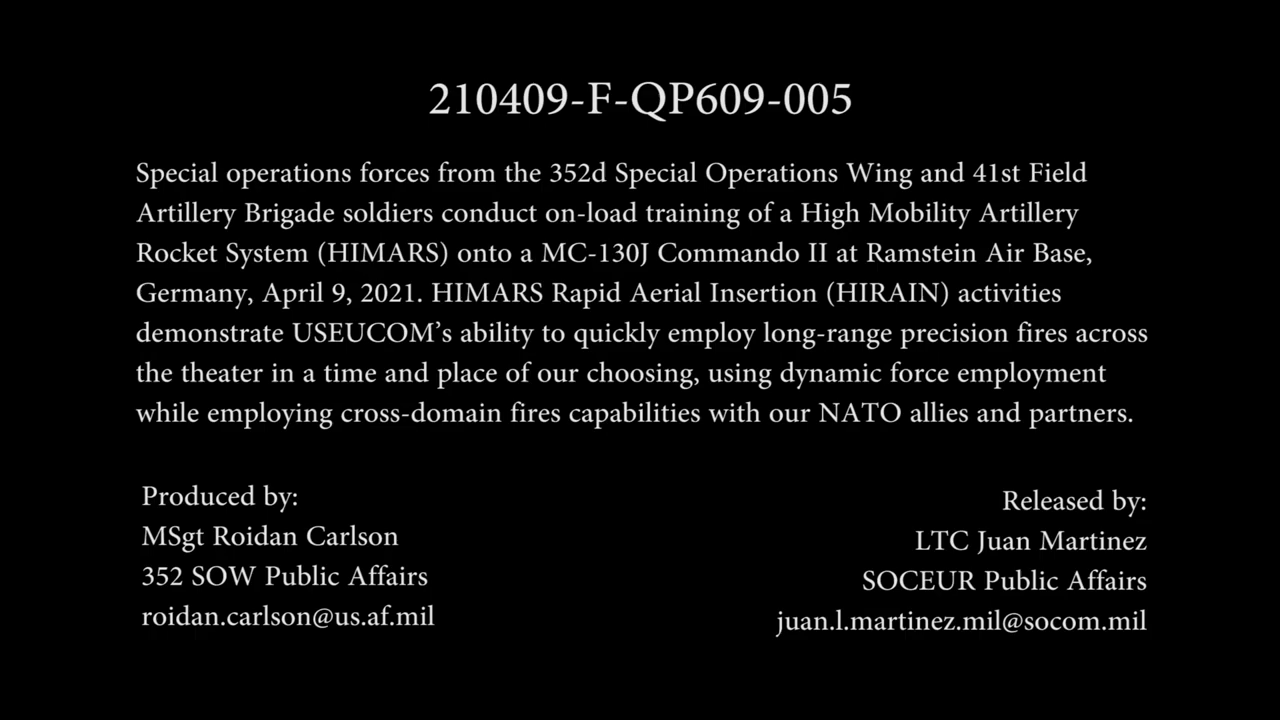 210409-F-QP609-005
Special operations forces from the 352d Special Operations Wing and 41st Field
Artillery Brigade soldiers conduct on-load training of a High Mobility Artillery
Rocket System (HIMARS) onto a MC-130J Commando II at Ramstein Air Base,
Germany, April 9, 2021. HIMARS Rapid Aerial Insertion (HIRAIN) activities
demonstrate USEUCOM’s ability to quickly employ long-range precision fires across
the theater in a time and place of our choosing, using dynamic force employment
while employing cross-domain fires capabilities with our NATO allies and partners.
Produced by:
MSgt Roidan Carlson
352 SOW Public Affairs
roidan.carlson@us.af.mil
Released by:
LTC Juan Martinez
SOCEUR Public Affairs
juan.l.martinez.mil@socom.mil